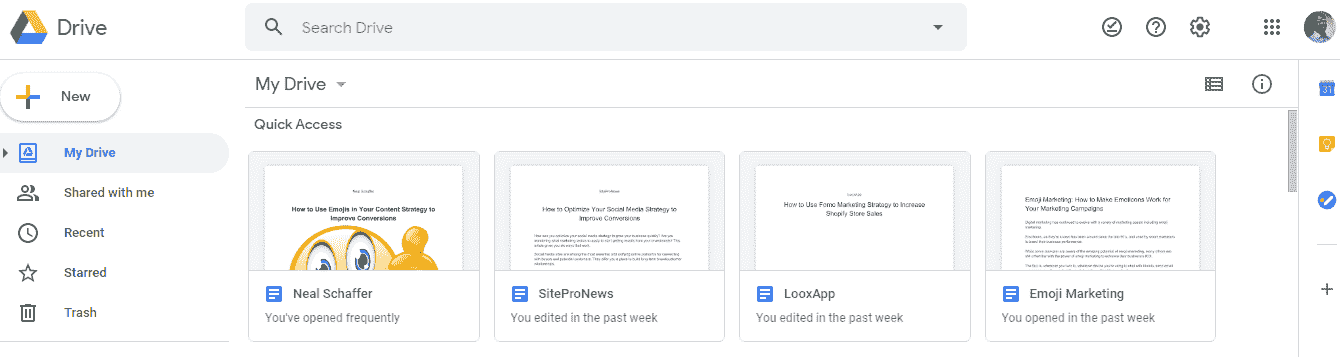 Drive
Search Drive
New
My Drive
Shared with me
Recent
Starred
Trash
My Drive
Quick Access
Neal Schaffer
How to Use Emojis in Your Content Strategy to
Improve Conversions
Neal Schaffer
You've opened frequently
SiteProNews
How to Optimize Your Social Media Strategy to
Improve Conversions
SiteProNews
You edited in the past week
LooxApp
How to Use Fomo Marketing Strategy to Increase
Shopify Store Sales
LooxApp
You edited in the past week
Emoji Marketing: How to Make Emoticons Work for
Your Marketing Campaigns
Emoji Marketing
You opened in the past week
31